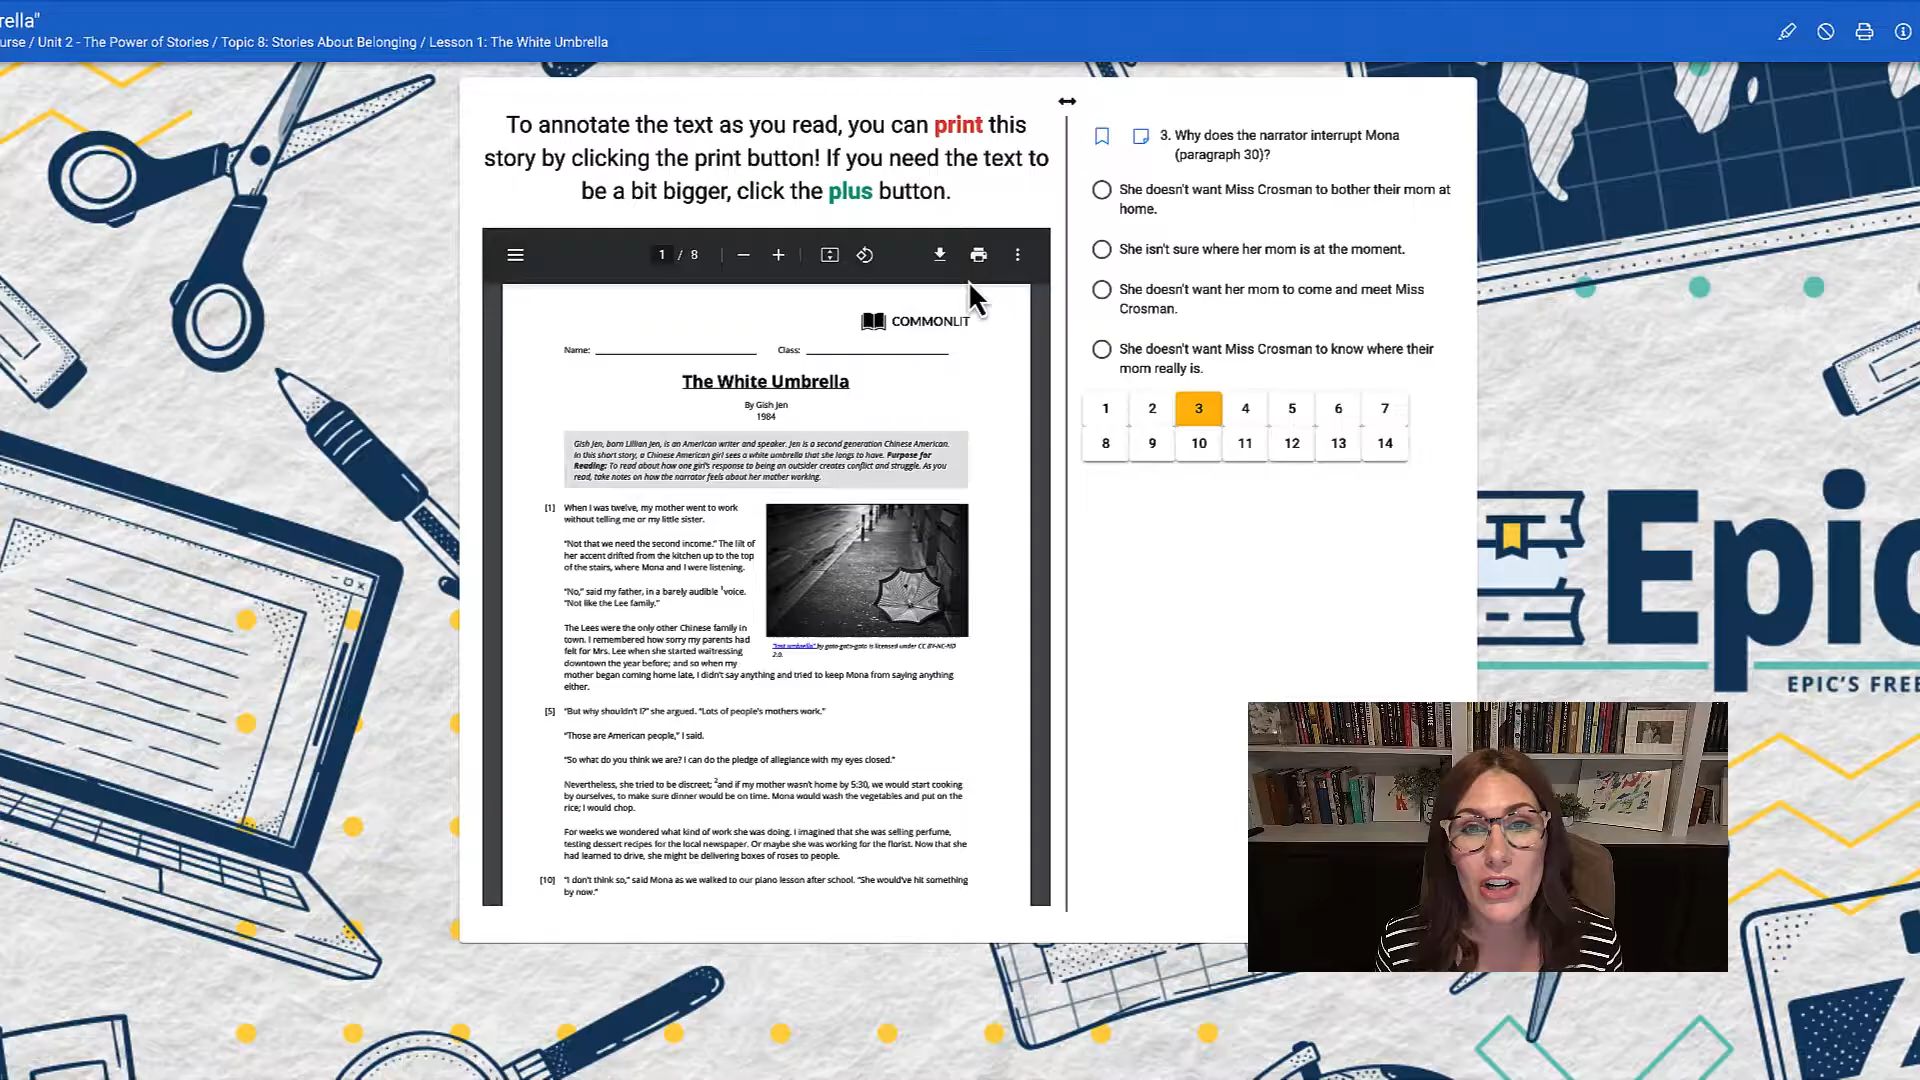 rella"
urse / Unit 2 - The Power of Stories / Topic 8: Stories About Belonging / Lesson 1: The White Umbrella
To annotate the text as you read, you can print this
story by clicking the print button! If you need the text to
be a bit bigger, click the plus button.
1 / 8
COMMONLIT
Name: Class:
The White Umbrella
By Gish Jen
1984
Gish Jen, born Lillian Jen, is an American writer and speaker. Jen is a second generation Chinese American.
In this short story, a Chinese American girl sees a white umbrella that she longs to have. Purpose for
Reading: To read about how one girl's response to being an outsider creates conflict and struggle. As you
read, take notes on how the narrator feels about her mother working.
[1] When I was twelve, my mother went to work
without telling me or my little sister.
"Not that we need the second income." The lilt of
her accent drifted from the kitchen up to the top
of the stairs, where Mona and I were listening.
"No," said my father, in a barely audible 1voice.
"Not like the Lee family."
The Lees were the only other Chinese family in
town. I remembered how sorry my parents had
felt for Mrs. Lee when she started waitressing
downtown the year before; and so when my
mother began coming home late, I didn't say anything and tried to keep Mona from saying anything
either.
"lost umbrella" by goto-goto-goto is licensed under CC BY-NC-ND
2.0.
[5] "But why shouldn't I?" she argued. "Lots of people's mothers work."
"Those are American people," I said.
"So what do you think we are? I can do the pledge of allegiance with my eyes closed."
Nevertheless, she tried to be discreet; 2and if my mother wasn't home by 5:30, we would start cooking
by ourselves, to make sure dinner would be on time. Mona would wash the vegetables and put on the
rice; I would chop.
For weeks we wondered what kind of work she was doing. I imagined that she was selling perfume,
testing dessert recipes for the local newspaper. Or maybe she was working for the florist. Now that she
had learned to drive, she might be delivering boxes of roses to people.
[10] "I don't think so," said Mona as we walked to our piano lesson after school. "She would've hit something
by now."
3. Why does the narrator interrupt Mona
(paragraph 30)?
She doesn't want Miss Crosman to bother their mom at
home.
She isn't sure where her mom is at the moment.
She doesn't want her mom to come and meet Miss
Crosman.
She doesn't want Miss Crosman to know where their
mom really is.
1 2 3 4 5 6 7
8 9 10 11 12 13 14
Epic
EPIC'S FREE